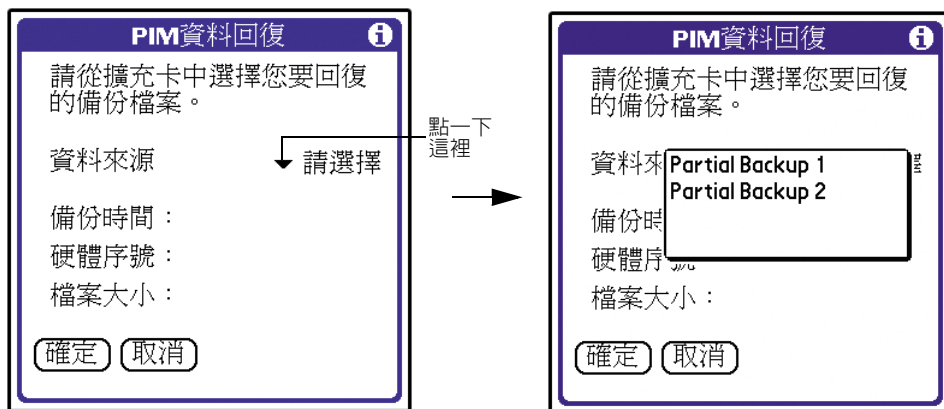 PIM資料回復
請從擴充卡中選擇您要回復
的備份檔案。
資料來源
請選擇
備份時間：
硬體序號：
檔案大小：
確定
取消
點一下
這裡
PIM資料回復
請從擴充卡中選擇您要回復
的備份檔案。
資料來
Partial Backup 1
Partial Backup 2
備份時
硬體序
檔案大小：
確定
取消